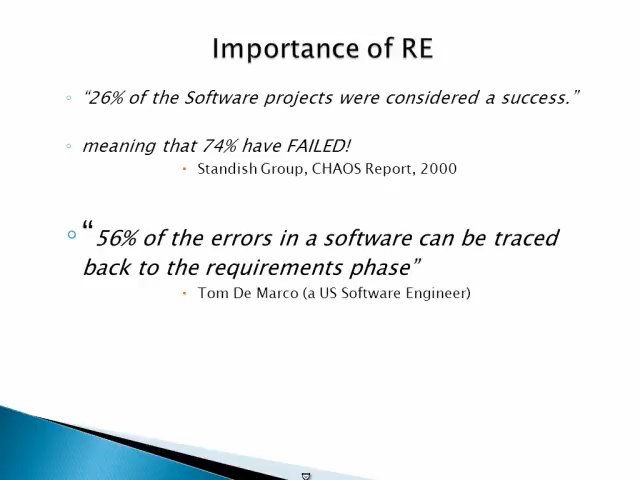 Importance of RE
“26% of the Software projects were considered a success.”
meaning that 74% have FAILED!
Standish Group, CHAOS Report, 2000
“56% of the errors in a software can be traced
back to the requirements phase”
Tom De Marco (a US Software Engineer)